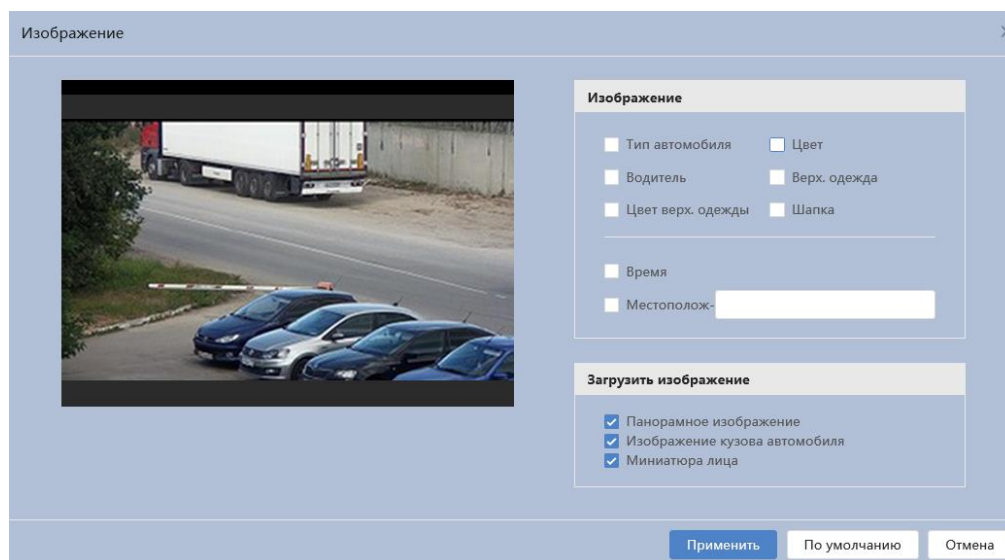 Изображение
Изображение
Тип автомобиля
Цвет
Водитель
Верх. одежда
Цвет верх. одежды
Шапка
Время
Местополож-
Загрузить изображение
Панорамное изображение
Изображение кузова автомобиля
Миниатюра лица
Применить
По умолчанию
Отмена